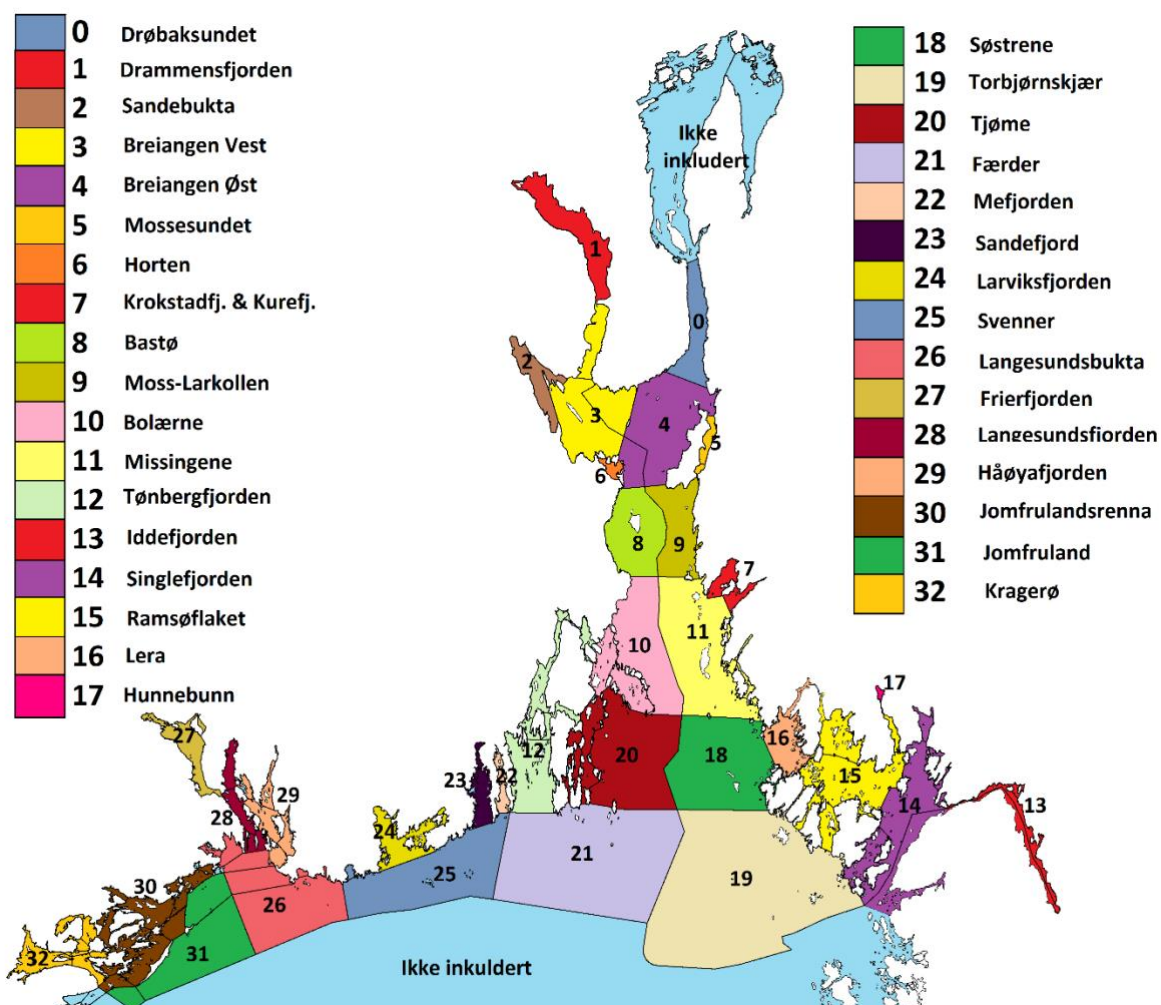 0 Drøbaksundet
1 Drammensfjorden
2 Sandebukta
3 Breiangen Vest
4 Breiangen Øst
5 Mossesundet
6 Horten
7 Krokstadfj. & Kurefj.
8 Bastø
9 Moss-Larkollen
10 Bolærne
11 Missingene
12 Tønbergfjorden
13 Iddefjorden
14 Singlefjorden
15 Ramsøflaket
16 Lera
17 Hunnebunn
18 Søstrene
19 Torbjørnskjær
20 Tjøme
21 Færder
22 Mefjorden
23 Sandefjord
24 Larviksfjorden
25 Svenner
26 Langesundsbukta
27 Frierfjorden
28 Langesundsfjorden
29 Håøyafjorden
30 Jomfrulandsrenna
31 Jomfruland
32 Kragerø
Ikke
inkludert
1
0
2
3
4
5
6
8
9
7
11
10
17
27
16
12
20
18
23
22
15
29
14
13
28
24
21
25
19
30
26
31
32
Ikke inkuldert